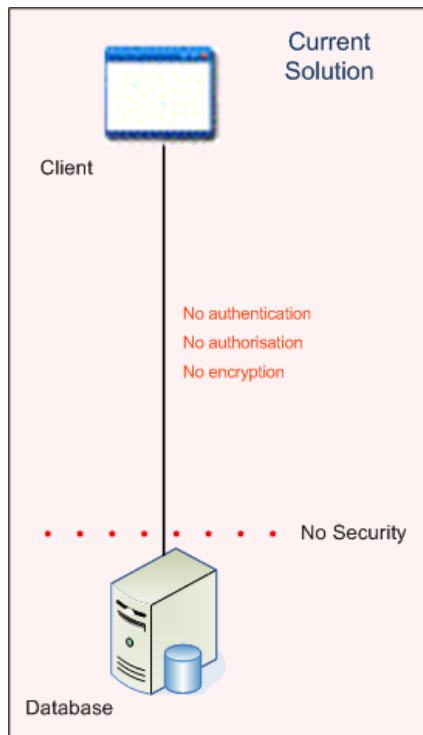 Current
Solution
Client
No authentication
No authorisation
No encryption
No Security
Database